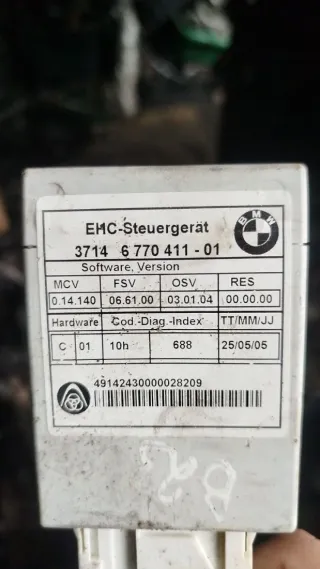 EHC-Steuergerät
BMW
3714 6 770 411 - 01
Software, Version
MCV FSV OSV RES
0.14.140 06.61.00 03.01.04 00.00.00
Hardware Cod.-Diag.-Index TT/MM/JJ
C 01 10h 688 25/05/05
49142430000028209